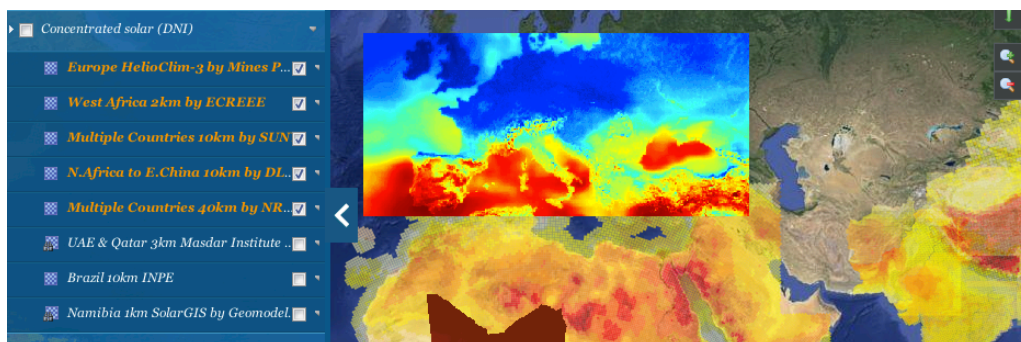 Concentrated solar (DNI)
Europe HelioClim-3 by Mines P...
West Africa 2km by ECREEE
Multiple Countries 10km by SUN
N.Africa to E.China 10km by DL...
Multiple Countries 40km by NR...
UAE & Qatar 3km Masdar Institute ..
Brazil 10km INPE
Namibia 1km SolarGIS by Geomodel.